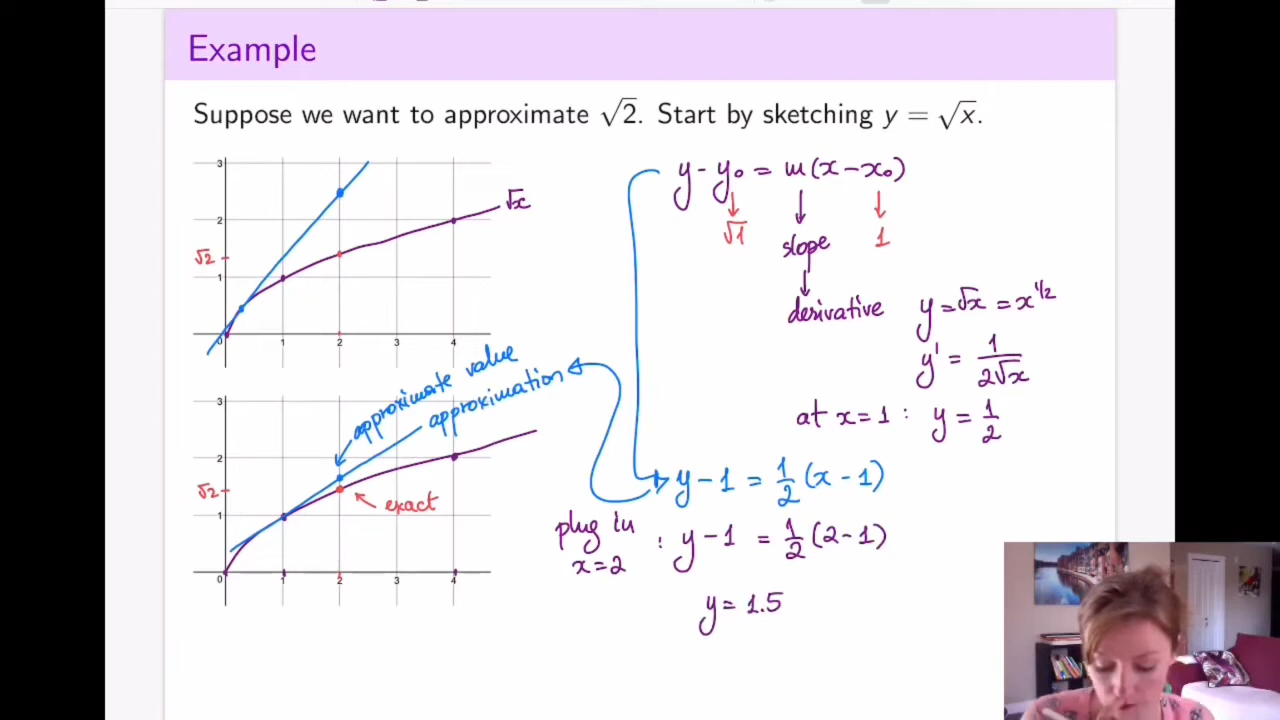 Example
Suppose we want to approximate √2. Start by sketching y = √x.
3
2
1
0
1
2
3
4
√2
√x
y - y₀ = m(x - x₀)
√1
slope
1
derivative
y = √x = x^1/2
y' = 1/2√x
at x = 1 : y = 1/2
3
2
1
0
1
2
3
4
√2
approximate value
approximation
exact
y - 1 = 1/2 (x - 1)
plug in
x = 2
: y - 1 = 1/2 (2 - 1)
y = 1.5